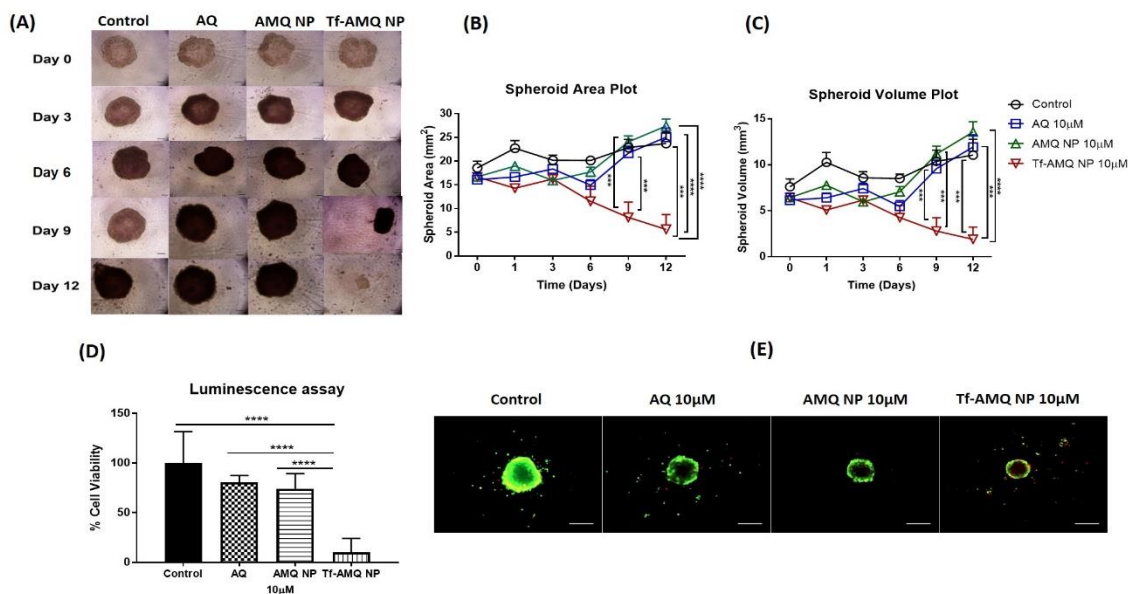 (A)
Control AQ AMQ NP Tf-AMQ NP
Day 0
Day 3
Day 6
Day 9
Day 12
(B)
Spheroid Area Plot
Spheroid Area (mm²)
30
25
20
15
10
5
0
0 1 3 6 9 12
Time (Days)
*** *** *** **** ****
(C)
Spheroid Volume Plot
Spheroid Volume (mm³)
15
10
5
0
0 1 3 6 9 12
Time (Days)
*** *** *** **** ****
Control
AQ 10µM
AMQ NP 10µM
Tf-AMQ NP 10µM
(D)
Luminescence assay
% Cell Viability
150
100
50
0
****
****
****
Control AQ AMQ NP Tf-AMQ NP
10µM
(E)
Control AQ 10µM AMQ NP 10µM Tf-AMQ NP 10µM